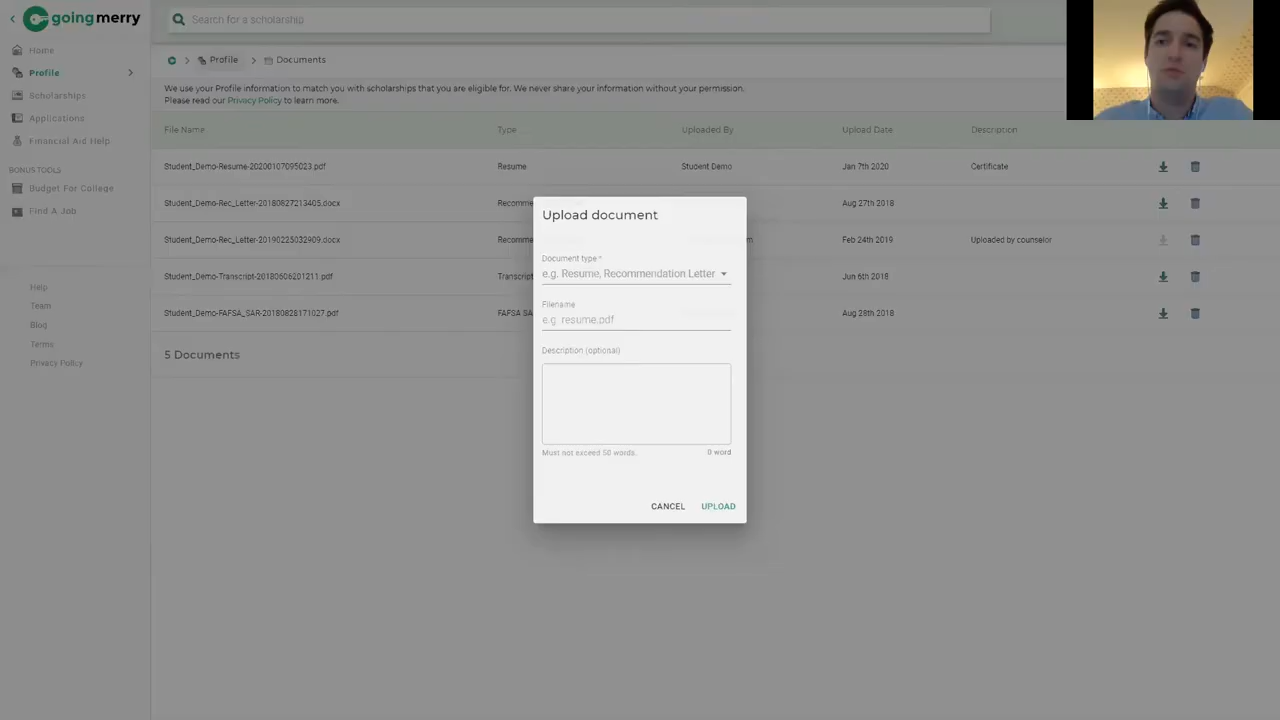 goingmerry
Search for a scholarship
Home
Profile
Scholarships
Applications
Financial Aid Help
BONUS TOOLS
Budget For College
Find A Job
Help
Team
Blog
Terms
Privacy Policy
Profile
Documents
We use your Profile information to match you with scholarships that you are eligible for. We never share your information without your permission.
Please read our Privacy Policy to learn more.
File Name Type Uploaded By Upload Date Description
Student_Demo-Resume-20200107095023.pdf Resume Student Demo Jan 7th 2020 Certificate
Student_Demo-Rec_Letter-20180827213405.docx Aug 27th 2018
Student_Demo-Rec_Letter-20190225032909.docx Feb 24th 2019 Uploaded by counselor
Student_Demo-Transcript-20180606201211.pdf Jun 6th 2018
Student_Demo-FAFSA_SAR-20180828171027.pdf FAFSA Aug 28th 2018
5 Documents
Upload document
Document type *
e.g. Resume, Recommendation Letter
Filename
e.g. resume.pdf
Description (optional)
Must not exceed 50 words. 0 word
CANCEL UPLOAD